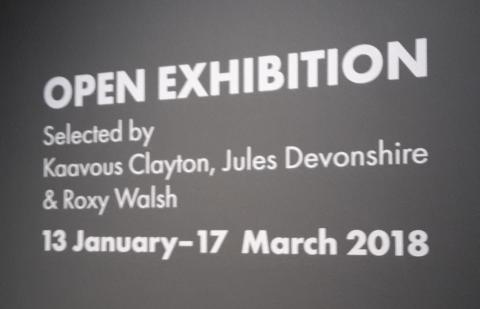 OPEN EXHIBITION
Selected by
Kaavous Clayton, Jules Devonshire
& Roxy Walsh
13 January–17 March 2018